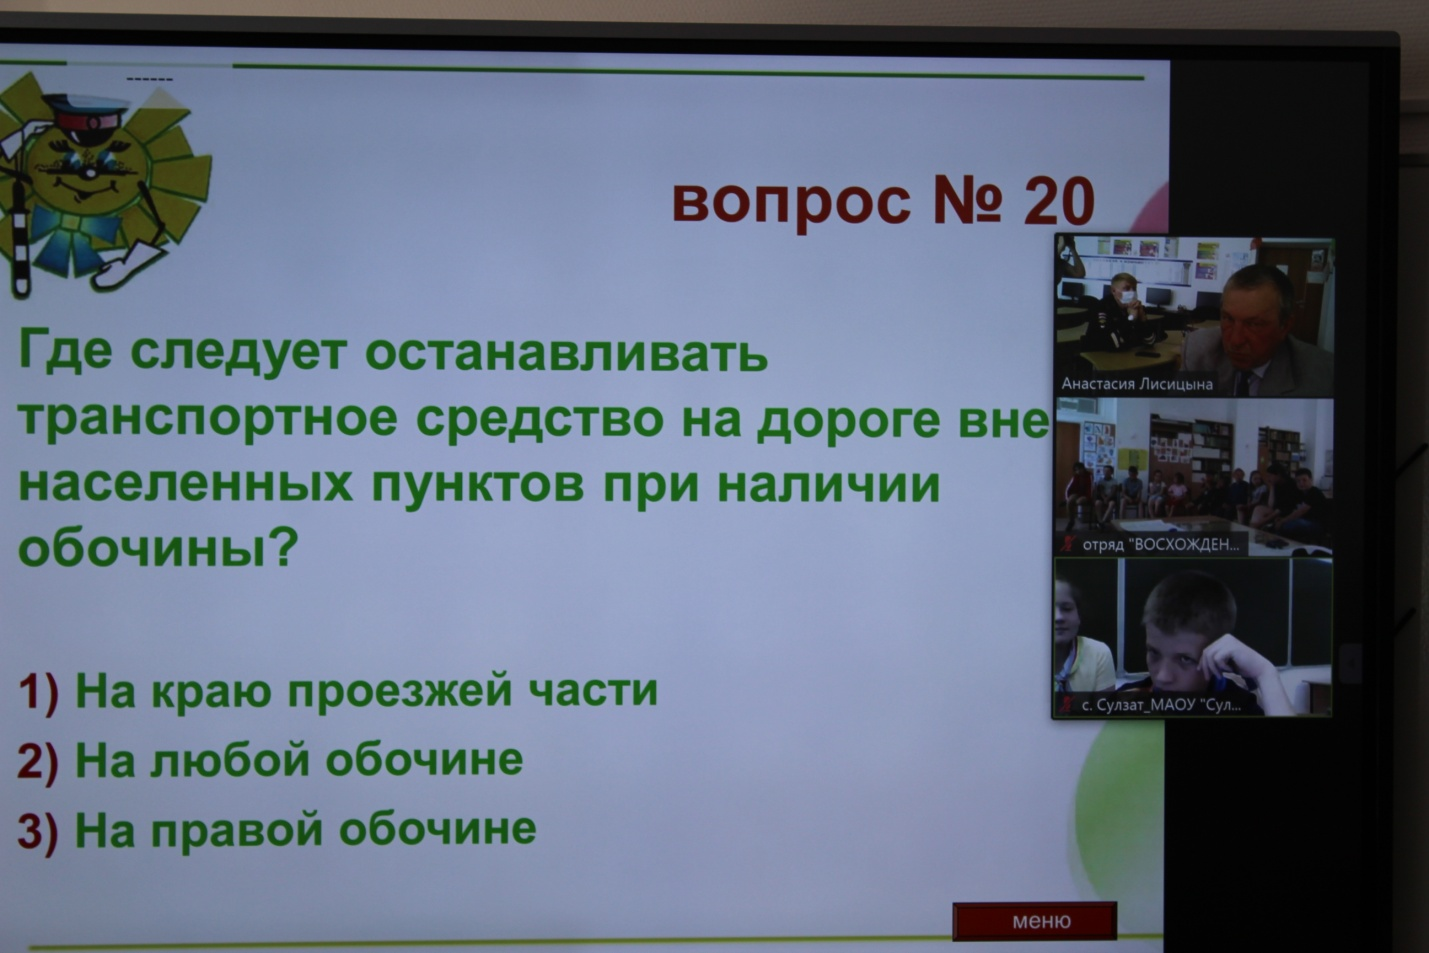 ------
вопрос № 20
Где следует останавливать
транспортное средство на дороге вне
населенных пунктов при наличии
обочины?
1) На краю проезжей части
2) На любой обочине
3) На правой обочине
меню
Анастасия Лисицына
отряд "ВОСХОЖДЕН...
с. Сулзат_МАОУ "Сул...